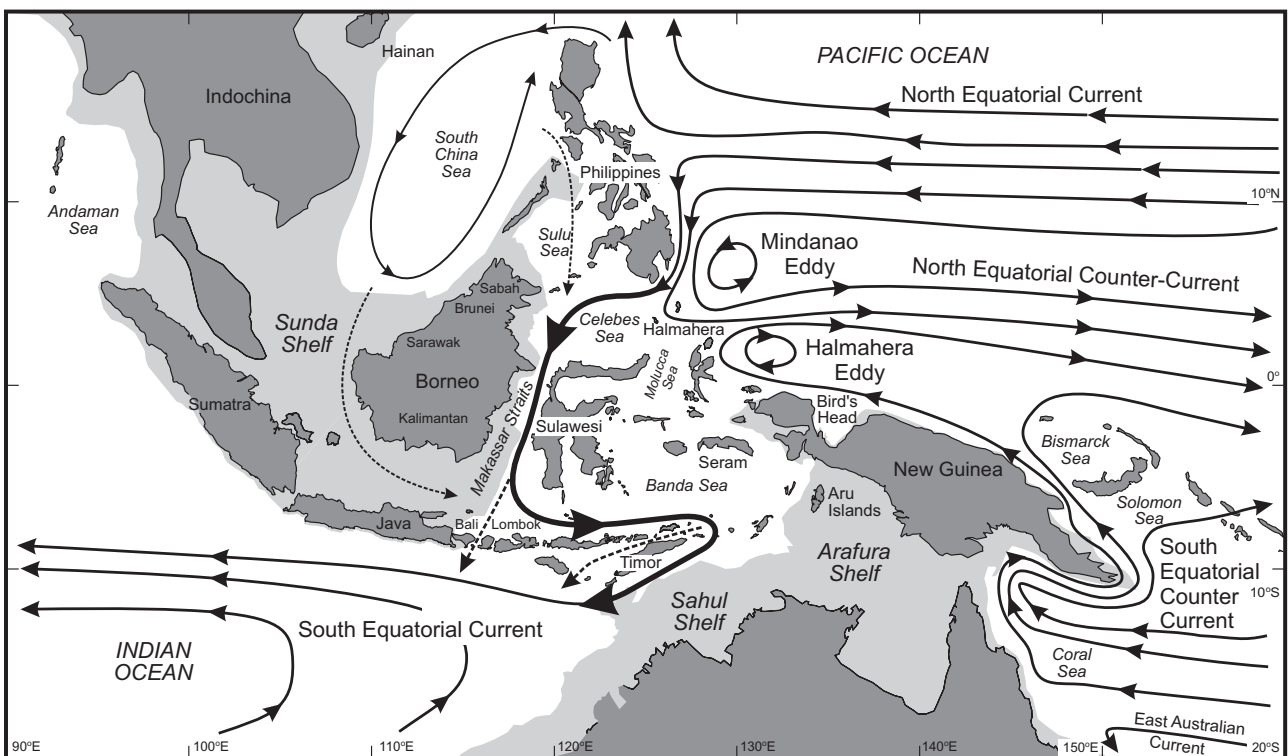 Hainan
PACIFIC OCEAN
Indochina
North Equatorial Current
South
China
Sea
Philippines
10ºN
Andaman
Sea
Sulu
Sea
Mindanao
Eddy
North Equatorial Counter-Current
Sabah
Brunei
Sunda
Shelf
Celebes
Sea
Halmahera
Sarawak
Halmahera
Eddy
Molucca
Sea
Borneo
0º
Sumatra
Kalimantan
Makassar Straits
Bird's
Head
Sulawesi
Bismarck
Sea
Seram
New Guinea
Banda Sea
Aru
Islands
Solomon
Sea
Java
Bali
Lombok
Timor
Arafura
Shelf
South
Equatorial
Counter
Current
10ºS
Sahul
Shelf
South Equatorial Current
INDIAN
OCEAN
Coral
Sea
East Australian
Current
90ºE
100ºE
110ºE
120ºE
130ºE
140ºE
150ºE
20ºS